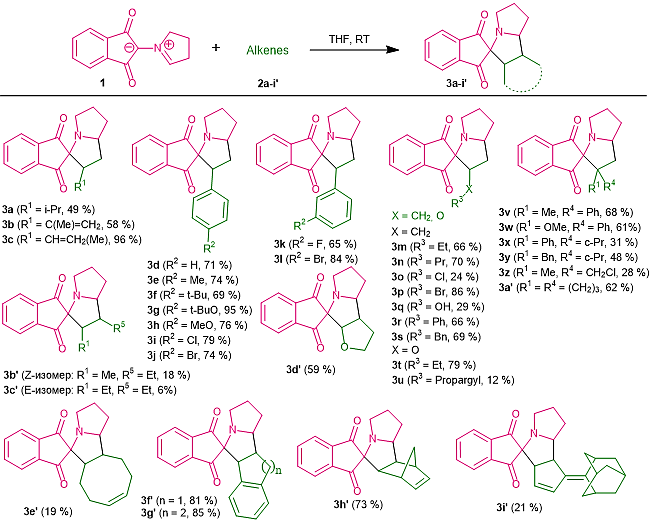 O
O
N
+
Alkenes
THF, RT
O
O
N
1
2a-i'
3a-i'
O
O
N
R¹
3a (R¹ = i-Pr, 49 %)
3b (R¹ = C(Me)=CH₂, 58 %)
3c (R¹ = CH=CH₂(Me), 96 %)
O
O
N
R²
3d (R² = H, 71 %)
3e (R² = Me, 74 %)
3f (R² = t-Bu, 69 %)
3g (R² = t-BuO, 95 %)
3h (R² = MeO, 76 %)
3i (R² = Cl, 79 %)
3j (R² = Br, 74 %)
O
O
N
R²
3k (R² = F, 65 %)
3l (R² = Br, 84 %)
O
O
N
X
R³
X = CH₂, O
X = CH₂
3m (R³ = Et, 66 %)
3n (R³ = Pr, 70 %)
3o (R³ = Cl, 24 %)
3p (R³ = Br, 86 %)
3q (R³ = OH, 29 %)
3r (R³ = Ph, 66 %)
3s (R³ = Bn, 69 %)
X = O
3t (R³ = Et, 79 %)
3u (R³ = Propargyl, 12 %)
O
O
N
R¹ R⁴
3v (R¹ = Me, R⁴ = Ph, 68 %)
3w (R¹ = OMe, R⁴ = Ph, 61%)
3x (R¹ = Ph, R⁴ = c-Pr, 31 %)
3y (R¹ = Bn, R⁴ = c-Pr, 48 %)
3z (R¹ = Me, R⁴ = CH₂Cl, 28 %)
3a' (R¹ = R⁴ = (CH₂)₃, 62 %)
O
O
N
R⁵
R¹
3b' (Z-изомер: R¹ = Me, R⁵ = Et, 18 %)
3c' (E-изомер: R¹ = Et, R⁵ = Et, 6%)
O
O
N
O
3d' (59 %)
O
O
N
3e' (19 %)
O
O
N
n
3f' (n = 1, 81 %)
3g' (n = 2, 85 %)
O
O
N
3h' (73 %)
O
O
N
3i' (21 %)